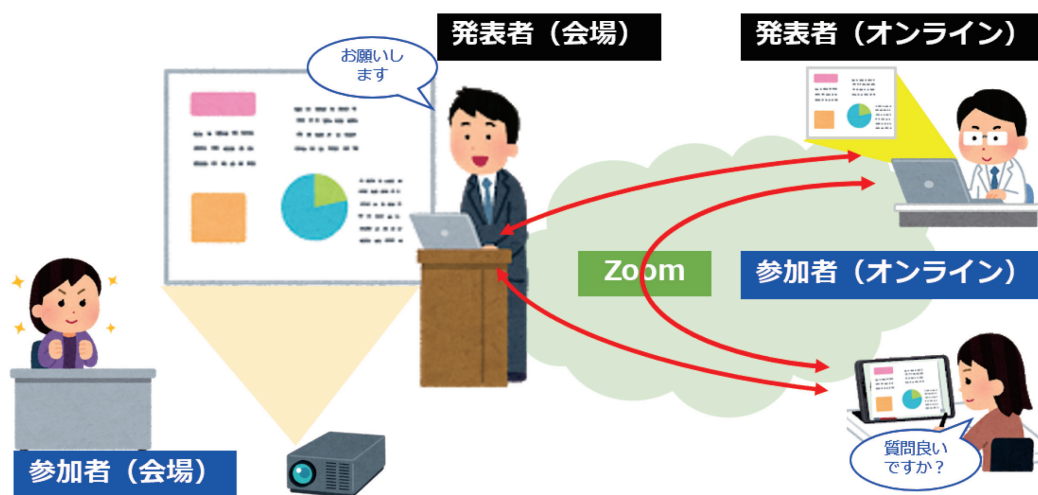 発表者（会場）
発表者（オンライン）
お願いし
ます
Zoom
参加者（オンライン）
参加者（会場）
質問良い
ですか？